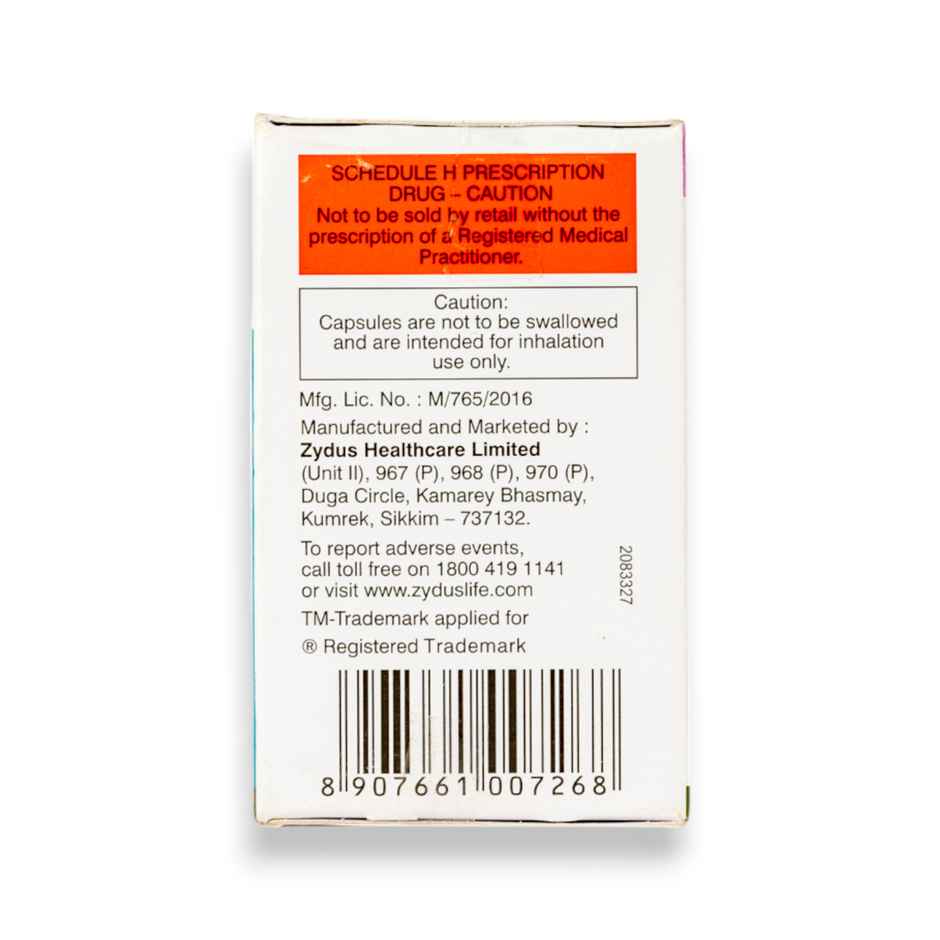 SCHEDULE H PRESCRIPTION
DRUG – CAUTION
Not to be sold by retail without the
prescription of a Registered Medical
Practitioner.
Caution:
Capsules are not to be swallowed
and are intended for inhalation
use only.
Mfg. Lic. No. : M/765/2016
Manufactured and Marketed by :
Zydus Healthcare Limited
(Unit II), 967 (P), 968 (P), 970 (P),
Duga Circle, Kamarey Bhasmay,
Kumrek, Sikkim – 737132.
To report adverse events,
call toll free on 1800 419 1141
or visit www.zyduslife.com
2083327
TM-Trademark applied for
® Registered Trademark
8 907661 007268